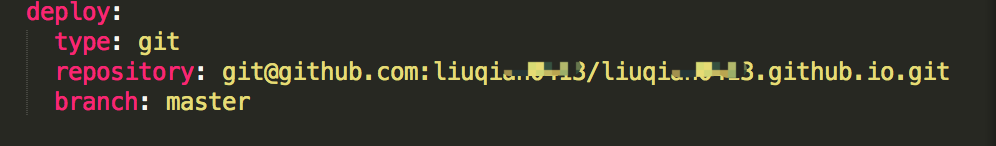 deploy:
type: git
repository:
branch: master